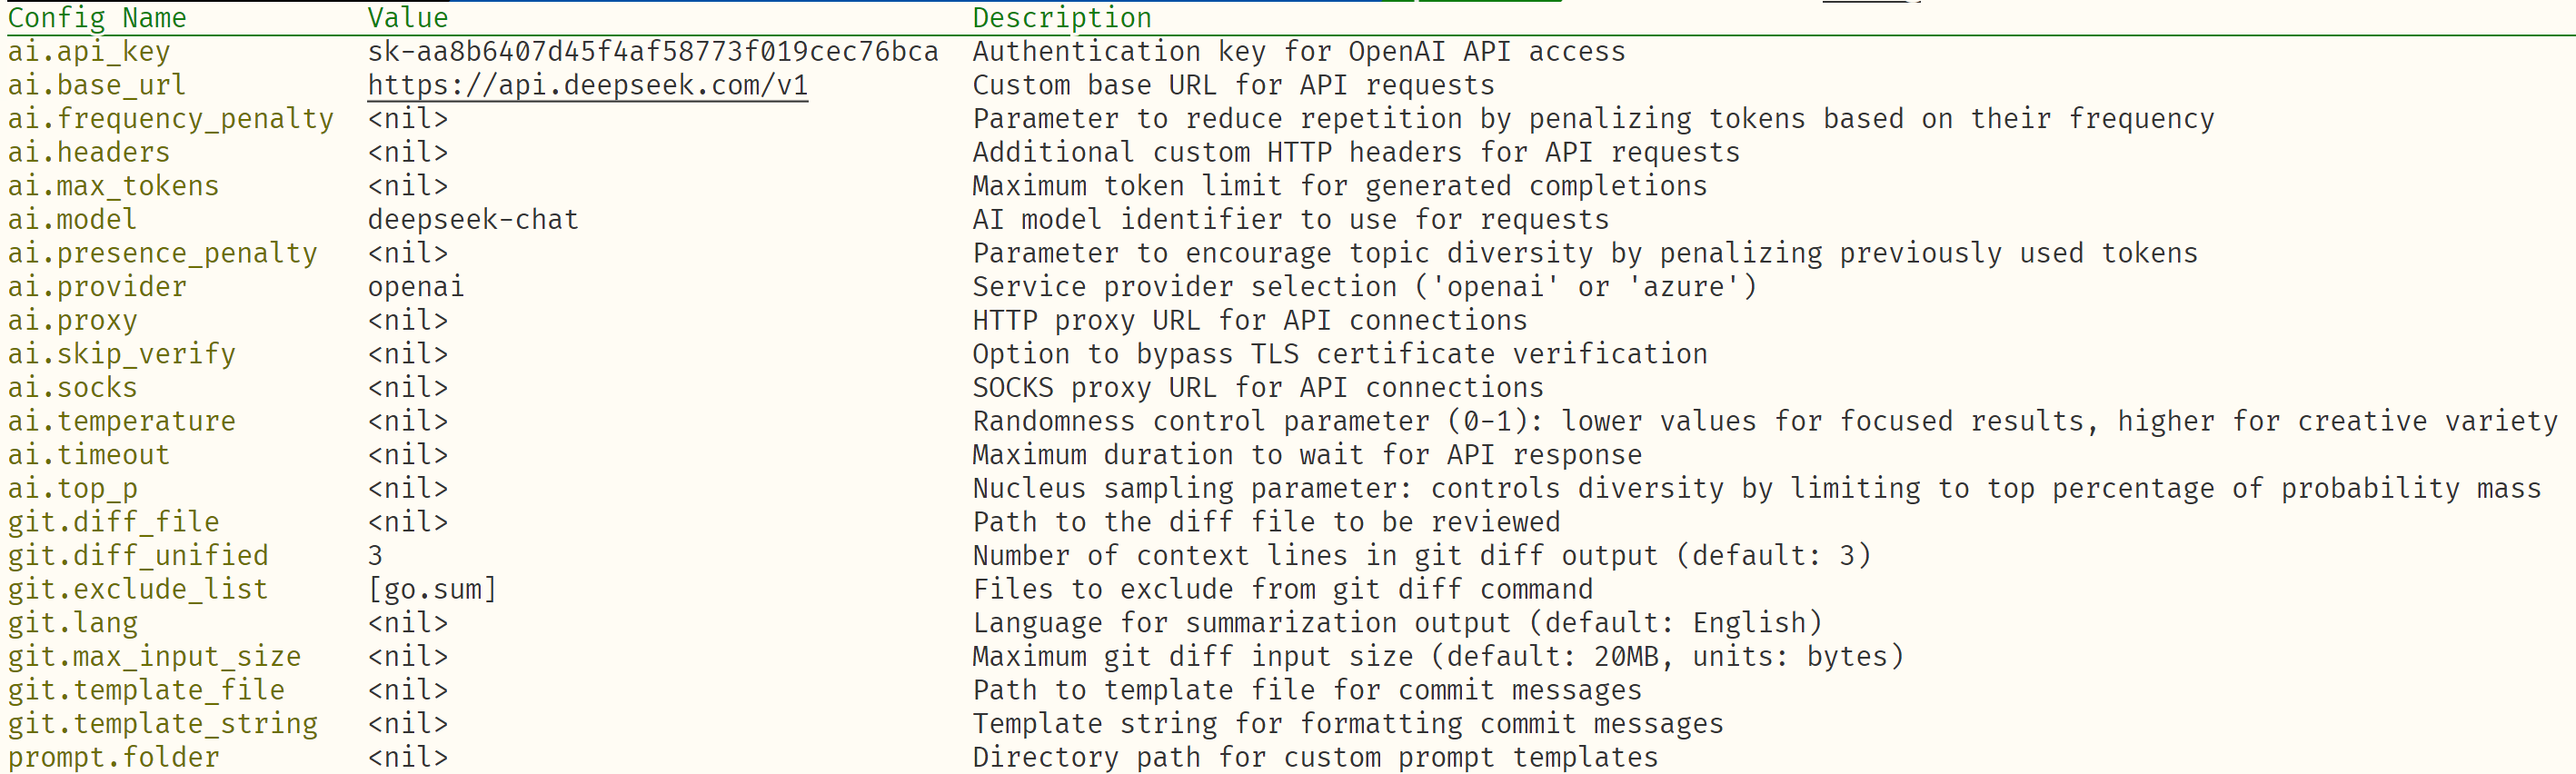 Config Name Value Description
ai.api_key sk-aa8b6407d45f4af58773f019cec76bca Authentication key for OpenAI API access
ai.base_url https://api.deepseek.com/v1 Custom base URL for API requests
ai.frequency_penalty <nil> Parameter to reduce repetition by penalizing tokens based on their frequency
ai.headers <nil> Additional custom HTTP headers for API requests
ai.max_tokens <nil> Maximum token limit for generated completions
ai.model deepseek-chat AI model identifier to use for requests
ai.presence_penalty <nil> Parameter to encourage topic diversity by penalizing previously used tokens
ai.provider openai Service provider selection ('openai' or 'azure')
ai.proxy <nil> HTTP proxy URL for API connections
ai.skip_verify <nil> Option to bypass TLS certificate verification
ai.socks <nil> SOCKS proxy URL for API connections
ai.temperature <nil> Randomness control parameter (0-1): lower values for focused results, higher for creative variety
ai.timeout <nil> Maximum duration to wait for API response
ai.top_p <nil> Nucleus sampling parameter: controls diversity by limiting to top percentage of probability mass
git.diff_file <nil> Path to the diff file to be reviewed
git.diff_unified 3 Number of context lines in git diff output (default: 3)
git.exclude_list [go.sum] Files to exclude from git diff command
git.lang <nil> Language for summarization output (default: English)
git.max_input_size <nil> Maximum git diff input size (default: 20MB, units: bytes)
git.template_file <nil> Path to template file for commit messages
git.template_string <nil> Template string for formatting commit messages
prompt.folder <nil> Directory path for custom prompt templates